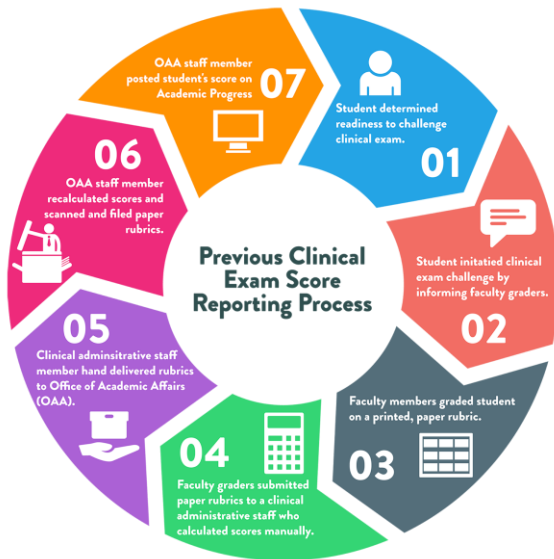 Previous Clinical
Exam Score
Reporting Process
Student determined
readiness to challenge
clinical exam.
01
Student initatied clinical
exam challenge by
informing faculty graders.
02
Faculty members graded student
on a printed, paper rubric.
03
04
Faculty graders submitted
paper rubrics to a clinical
administrative staff who
calculated scores manually.
05
Clinical adminsitrative staff
member hand delivered rubrics
to Office of Academic Affairs
(OAA).
06
OAA staff member
recalculated scores and
scanned and filed paper
rubrics.
OAA staff member
posted student's score on
Academic Progress
07